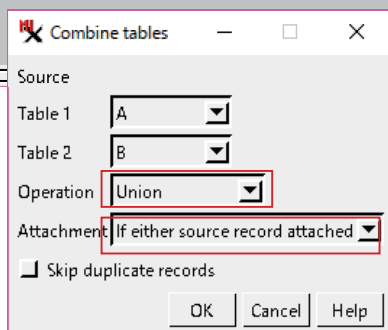 Combine tables
Source
Table 1 A
Table 2 B
Operation Union
Attachment If either source record attached
Skip duplicate records
OK Cancel Help